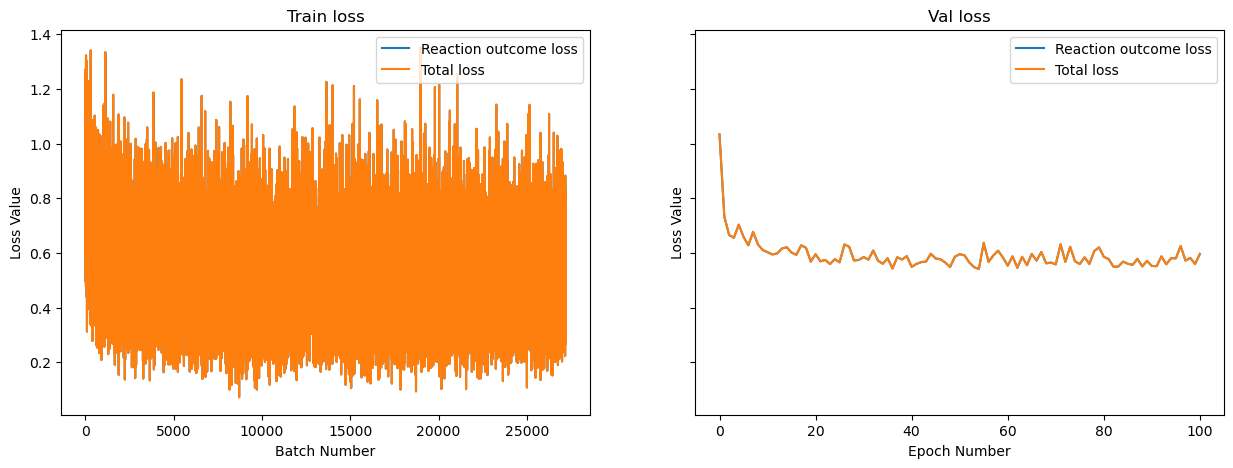 Train loss
Reaction outcome loss
Total loss
Loss Value
1.4
1.2
1.0
0.8
0.6
0.4
0.2
0
5000
10000
15000
20000
25000
Batch Number
Val loss
Reaction outcome loss
Total loss
Loss Value
0
20
40
60
80
100
Epoch Number